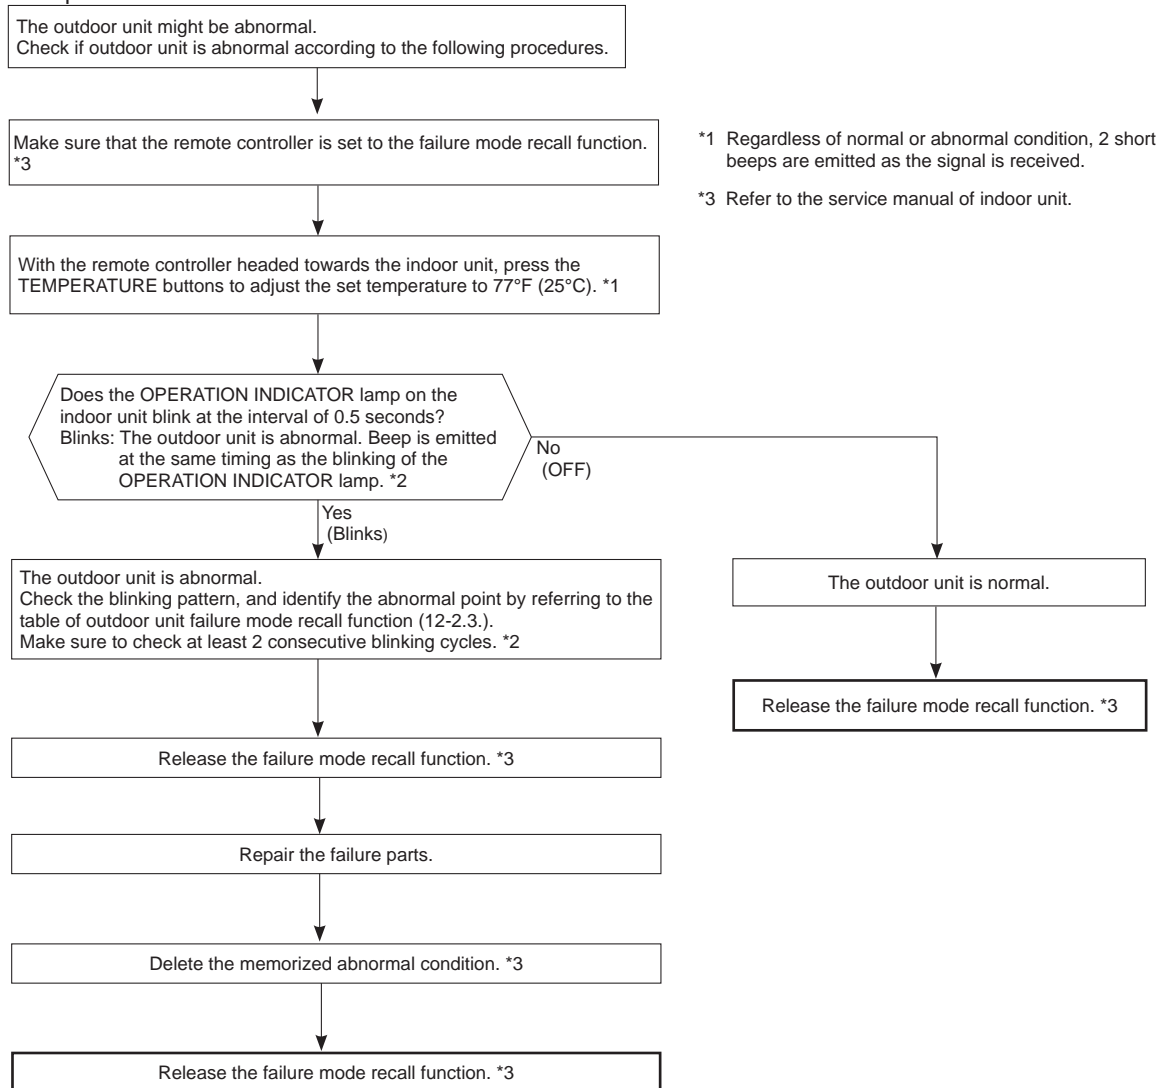 The outdoor unit might be abnormal.
Check if outdoor unit is abnormal according to the following procedures.
Make sure that the remote controller is set to the failure mode recall function.
*3
*1 Regardless of normal or abnormal condition, 2 short
beeps are emitted as the signal is received.
*3 Refer to the service manual of indoor unit.
With the remote controller headed towards the indoor unit, press the
TEMPERATURE buttons to adjust the set temperature to 77°F (25°C). *1
Does the OPERATION INDICATOR lamp on the
indoor unit blink at the interval of 0.5 seconds?
Blinks: The outdoor unit is abnormal. Beep is emitted
at the same timing as the blinking of the
OPERATION INDICATOR lamp. *2
No
(OFF)
Yes
(Blinks)
The outdoor unit is abnormal.
Check the blinking pattern, and identify the abnormal point by referring to the
table of outdoor unit failure mode recall function (12-2.3.).
Make sure to check at least 2 consecutive blinking cycles. *2
The outdoor unit is normal.
Release the failure mode recall function. *3
Release the failure mode recall function. *3
Repair the failure parts.
Delete the memorized abnormal condition. *3
Release the failure mode recall function. *3